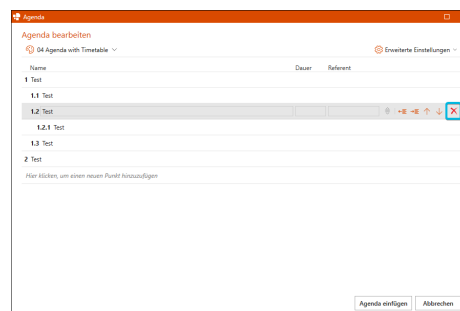 Agenda
Agenda bearbeiten
04 Agenda with Timetable
Erweiterte Einstellungen
Name Dauer Referent
1 Test
1.1 Test
1.2 Test
1.2.1 Test
1.3 Test
2 Test
Hier klicken, um einen neuen Punkt hinzuzufügen
Agenda einfügen Abbrechen